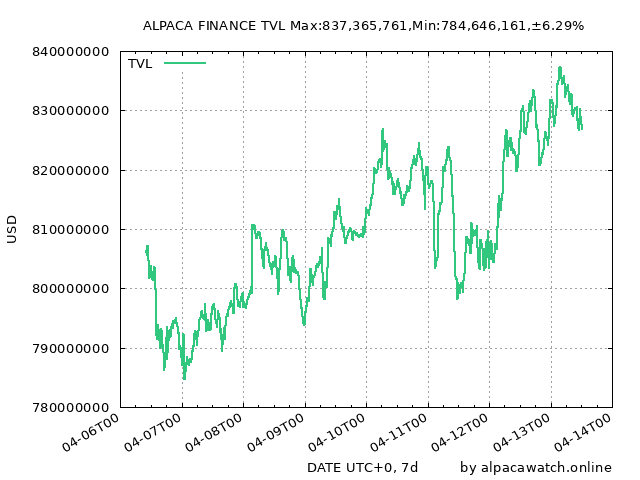 ALPACA FINANCE TVL Max:837,365,761,Min:784,646,161,±6.29%
TVL
840000000
830000000
820000000
810000000
800000000
790000000
780000000
USD
04-06T00
04-07T00
04-08T00
04-09T00
04-10T00
04-11T00
04-12T00
04-13T00
04-14T00
DATE UTC+0, 7d
by alpacawatch.online